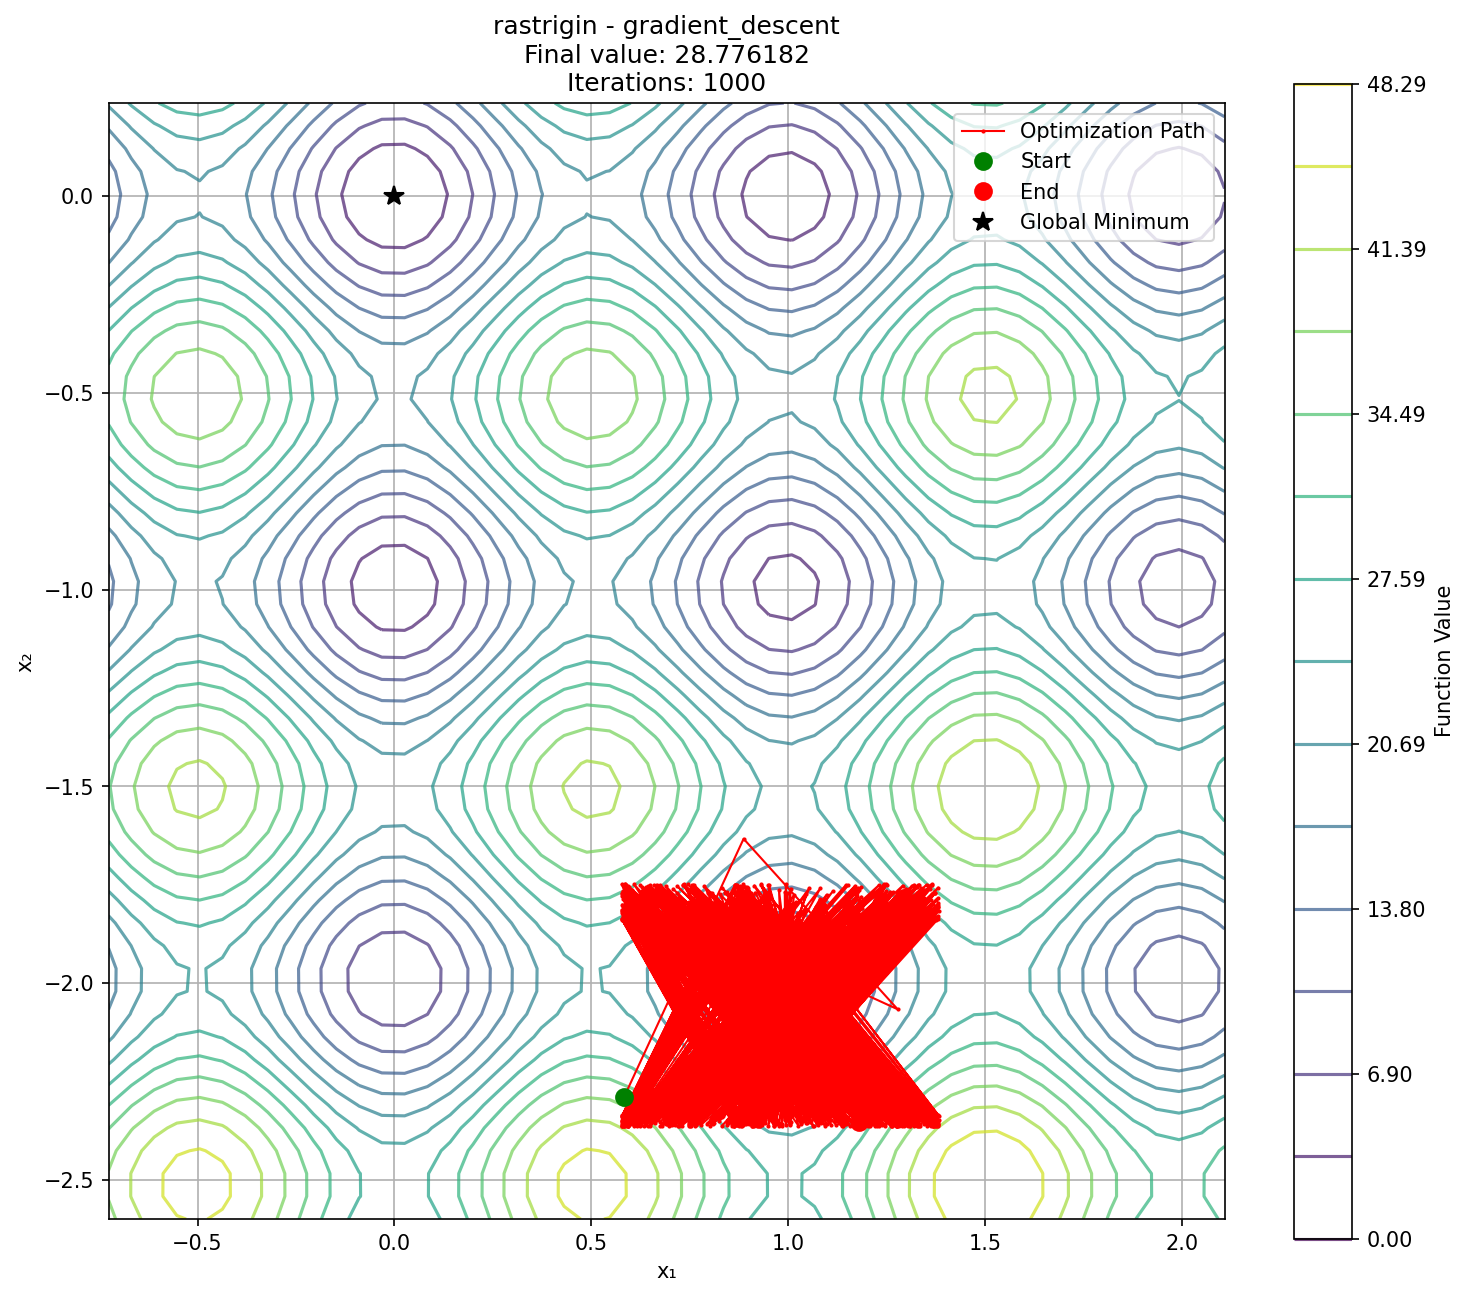 rastrigin - gradient_descent
Final value: 28.776182
Iterations: 1000
Optimization Path
Start
End
Global Minimum
0.0
−0.5
−1.0
−1.5
−2.0
−2.5
x₂
−0.5
0.0
0.5
1.0
1.5
2.0
x₁
48.29
41.39
34.49
27.59
20.69
13.80
6.90
0.00
Function Value